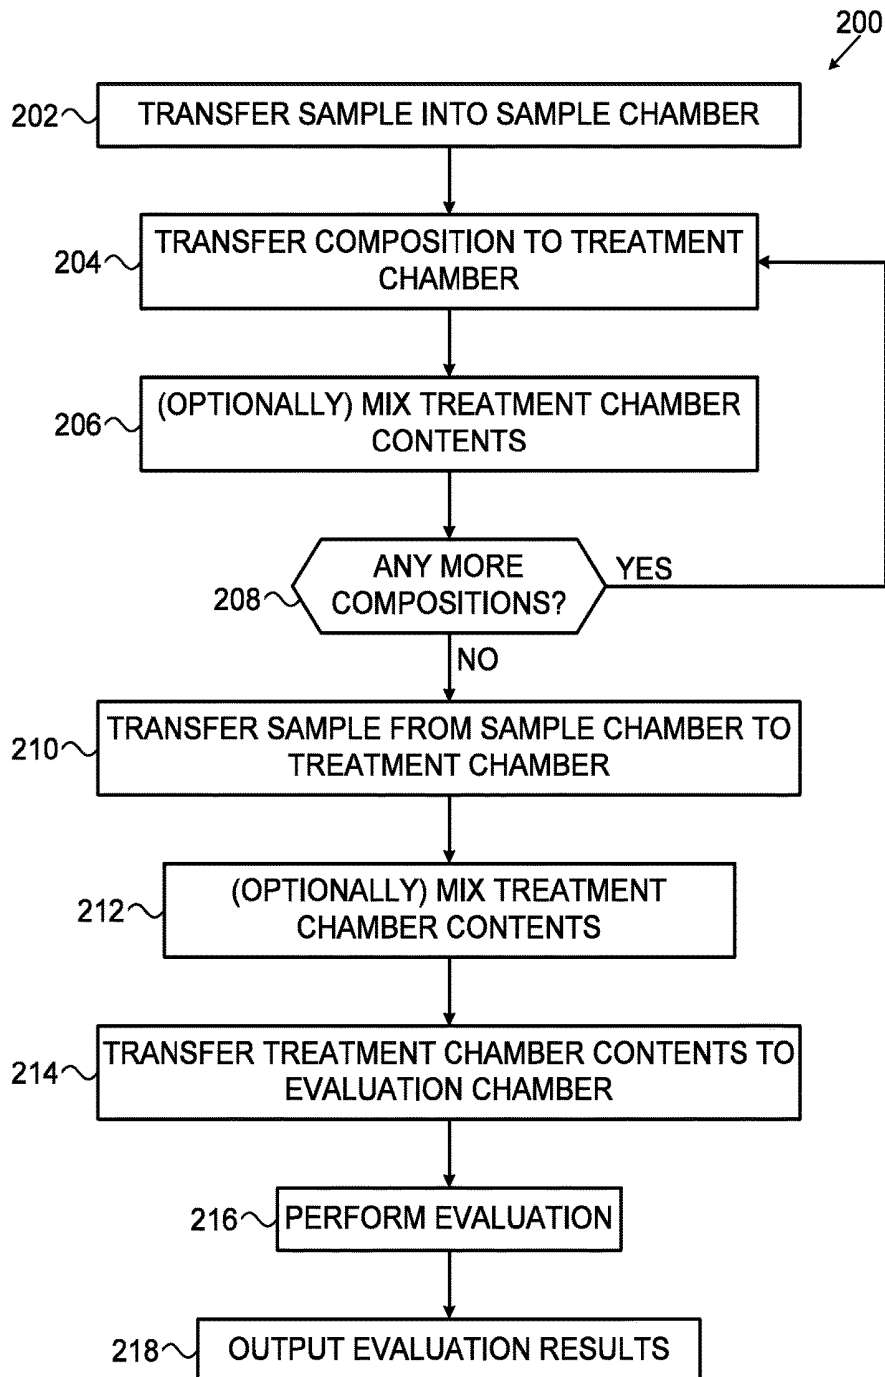 200
202
TRANSFER SAMPLE INTO SAMPLE CHAMBER
204
TRANSFER COMPOSITION TO TREATMENT
CHAMBER
206
(OPTIONALLY) MIX TREATMENT CHAMBER
CONTENTS
208
ANY MORE
COMPOSITIONS?
YES
NO
210
TRANSFER SAMPLE FROM SAMPLE CHAMBER TO
TREATMENT CHAMBER
212
(OPTIONALLY) MIX TREATMENT
CHAMBER CONTENTS
214
TRANSFER TREATMENT CHAMBER CONTENTS TO
EVALUATION CHAMBER
216
PERFORM EVALUATION
218
OUTPUT EVALUATION RESULTS